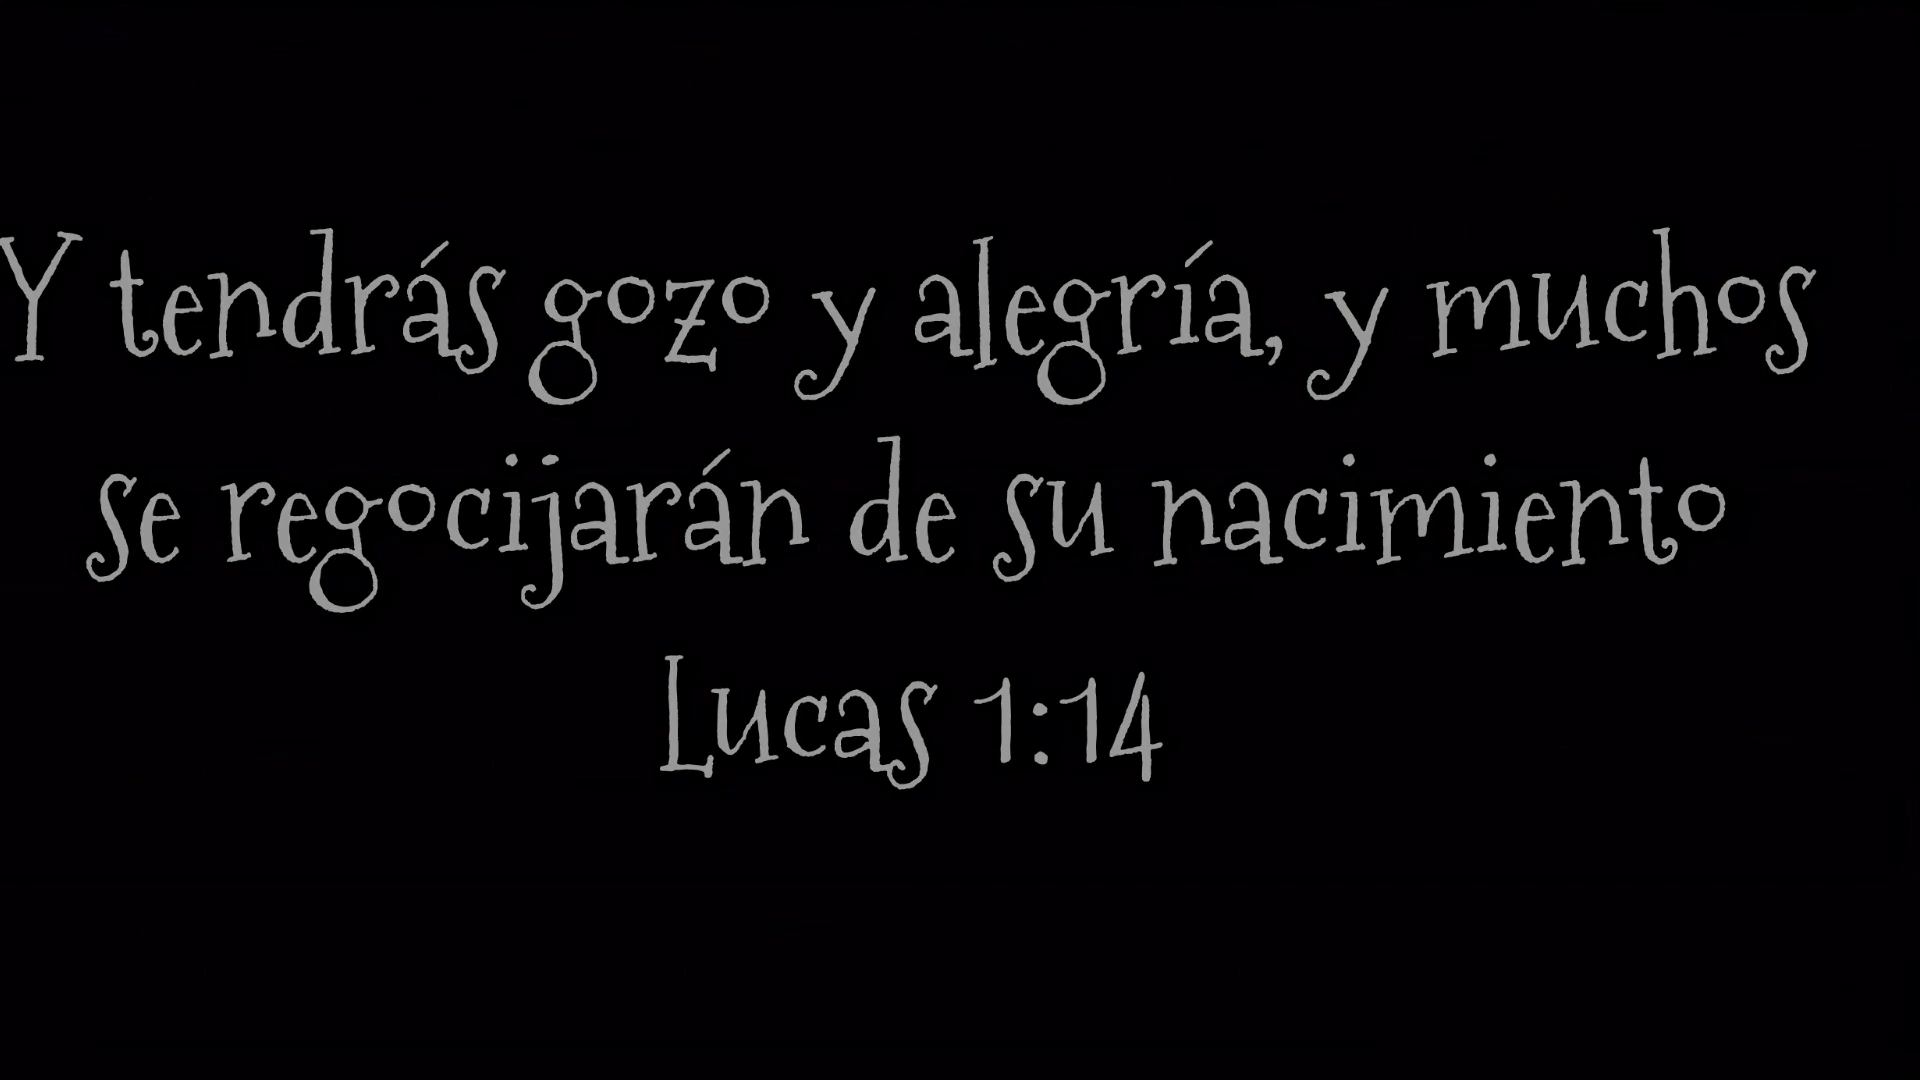 Y tendrás gozo y alegría, y muchos
se regocijarán de su nacimiento
Lucas 1:14